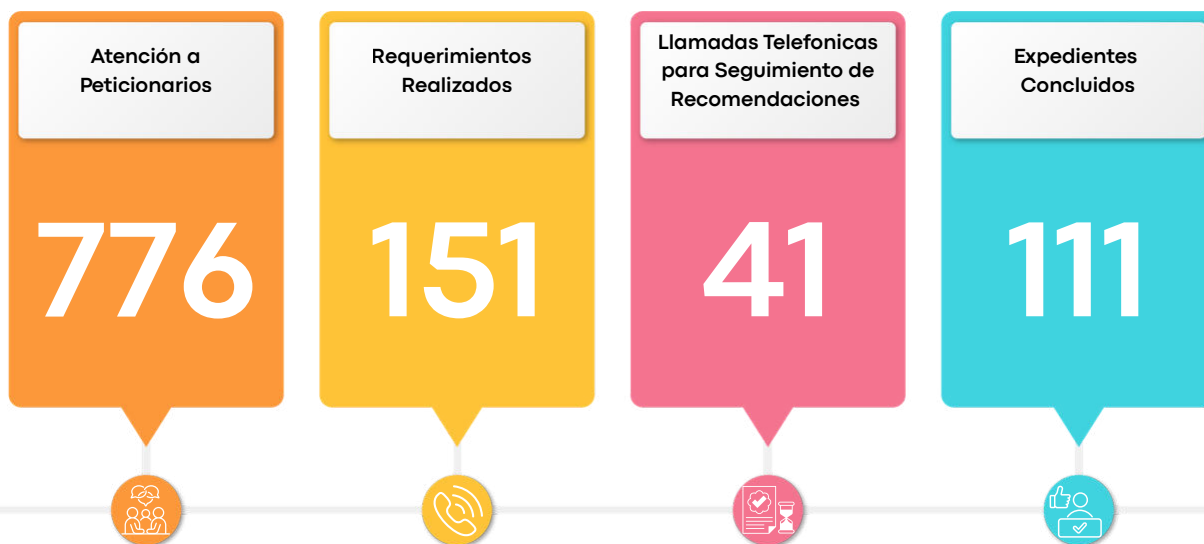 Atención a
Peticionarios
776
Requerimientos
Realizados
151
Llamadas Telefonicas
para Seguimiento de
Recomendaciones
41
Expedientes
Concluidos
111